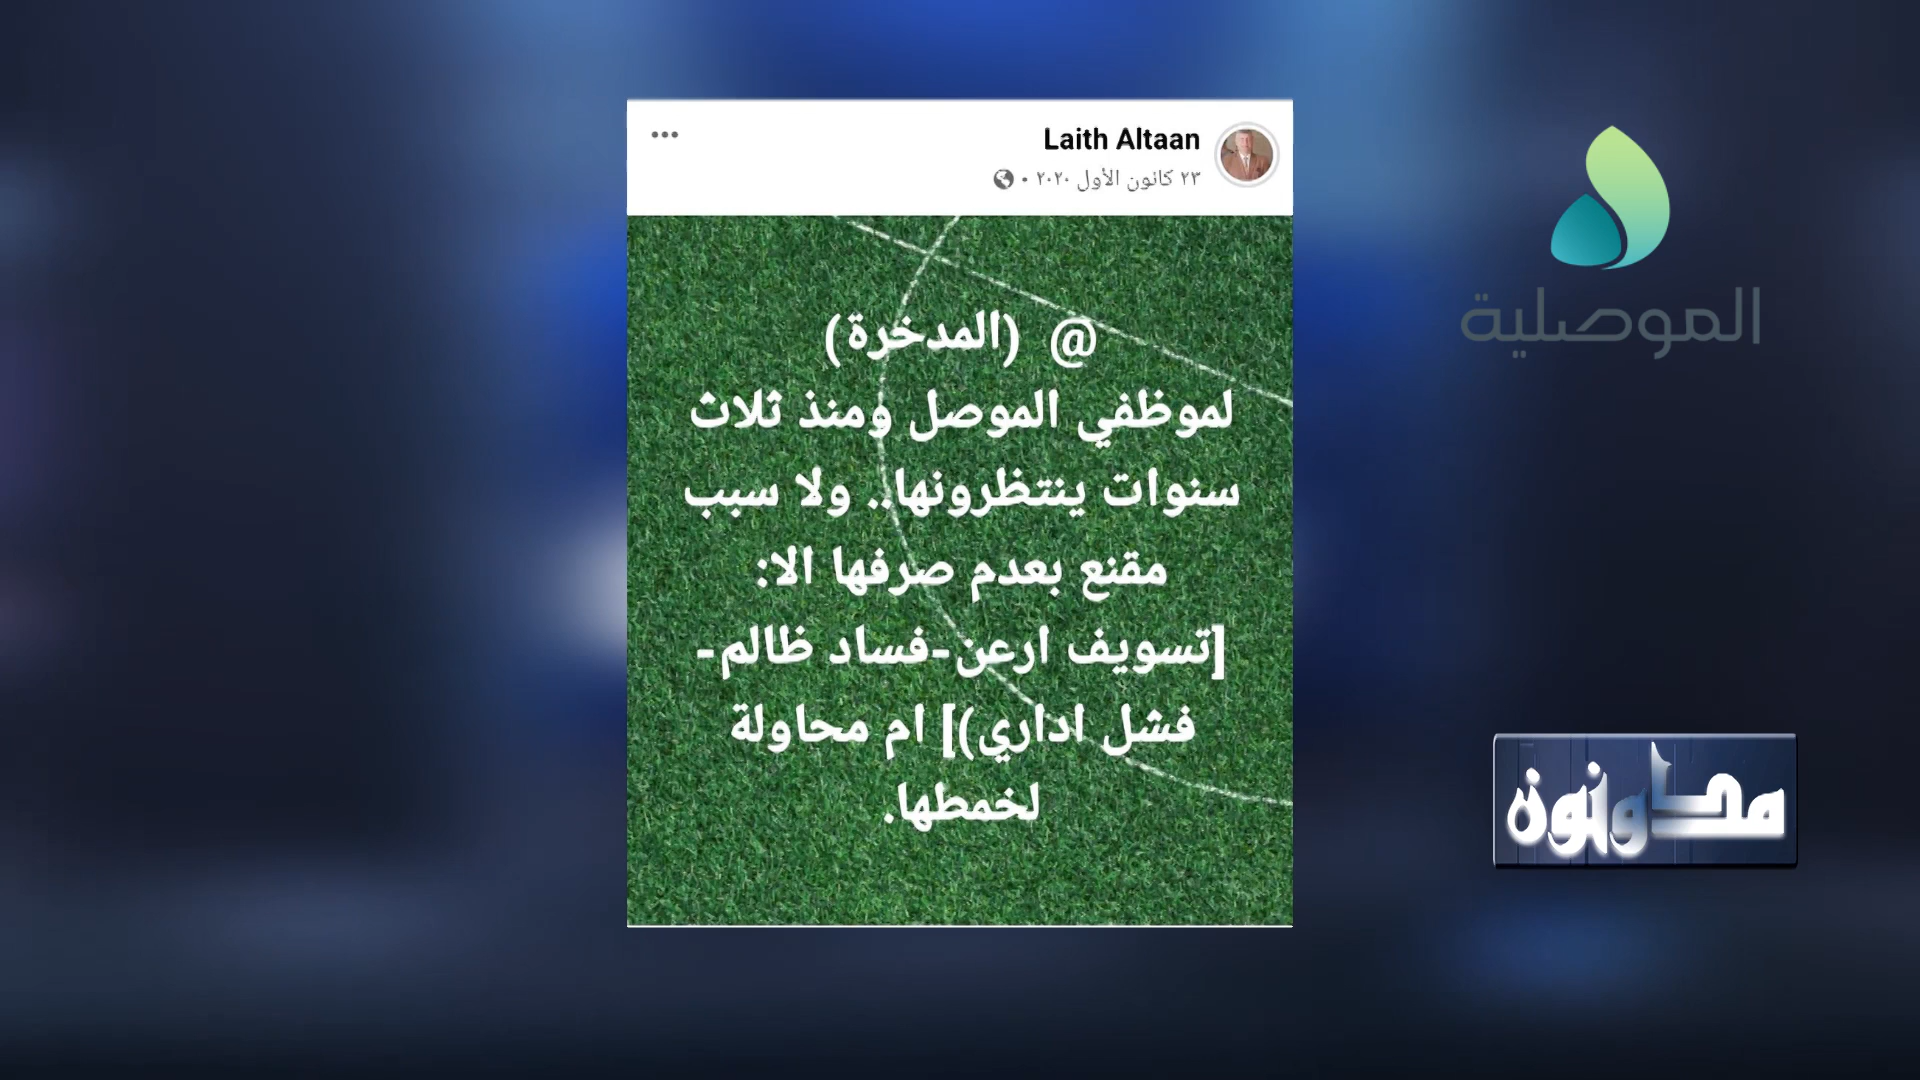 Laith Altaan
٢٣ كانون الأول ٢٠٢٠ •
@ (المدخرة)
لموظفي الموصل ومنذ ثلاث
سنوات ينتظرونها.. ولا سبب
مقنع بعدم صرفها الا:
[تسويف ارعن-فساد ظالم-
فشل اداري)] ام محاولة
لخمطها.
الموصلية